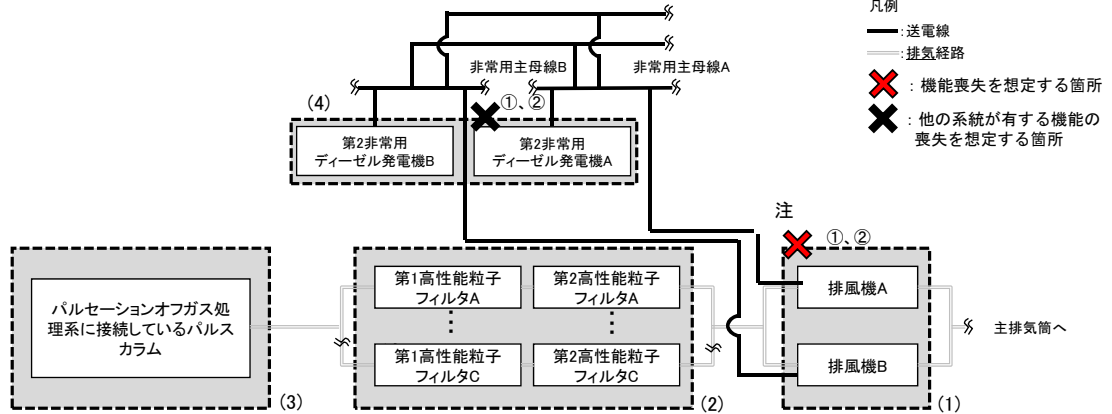 凡例
:送電線
:排気経路
:機能喪失を想定する箇所
:他の系統が有する機能の
喪失を想定する箇所
非常用主母線B
非常用主母線A
(4)
①、②
第2非常用
ディーゼル発電機B
第2非常用
ディーゼル発電機A
注
①、②
パルセーションオフガス処
理系に接続しているパルス
カラム
(3)
第1高性能粒子
フィルタA
第2高性能粒子
フィルタA
第1高性能粒子
フィルタC
第2高性能粒子
フィルタC
(2)
排風機A
排風機B
(1)
主排気筒へ